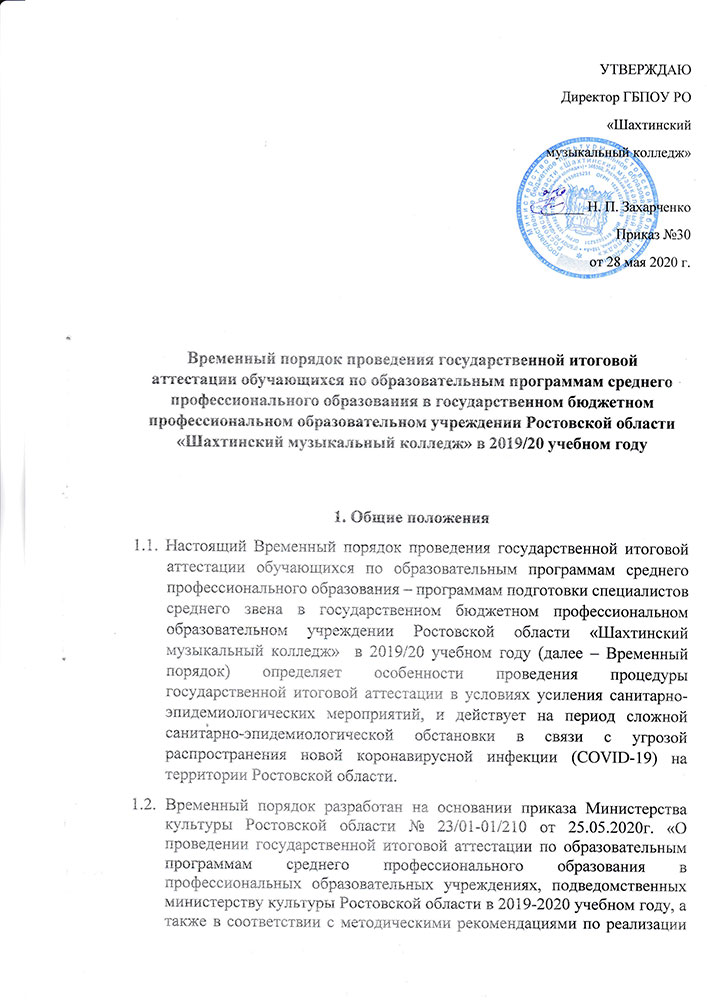 УТВЕРЖДАЮ
Директор ГБПОУ РО
«Шахтинский
музыкальный колледж»
Н. П. Захарченко
Приказ №30
от 28 мая 2020 г.
Временный порядок проведения государственной итоговой
аттестации обучающихся по образовательным программам среднего
профессионального образования в государственном бюджетном
профессиональном образовательном учреждении Ростовской области
«Шахтинский музыкальный колледж» в 2019/20 учебном году
1. Общие положения
1.1. Настоящий Временный порядок проведения государственной итоговой
аттестации обучающихся по образовательным программам среднего
профессионального образования – программам подготовки специалистов
среднего звена в государственном бюджетном профессиональном
образовательном учреждении Ростовской области «Шахтинский
музыкальный колледж» в 2019/20 учебном году (далее – Временный
порядок) определяет особенности проведения процедуры
государственной итоговой аттестации в условиях усиления санитарно-
эпидемиологических мероприятий, и действует на период сложной
санитарно-эпидемиологической обстановки в связи с угрозой
распространения новой коронавирусной инфекции (COVID-19) на
территории Ростовской области.
1.2. Временный порядок разработан на основании приказа Министерства
культуры Ростовской области № 23/01-01/210 от 25.05.2020г. «О
проведении государственной итоговой аттестации по образовательным
программам среднего профессионального образования в
профессиональных образовательных учреждениях, подведомственных
министерству культуры Ростовской области в 2019-2020 учебном году, а
также в соответствии с методическими рекомендациями по реализации